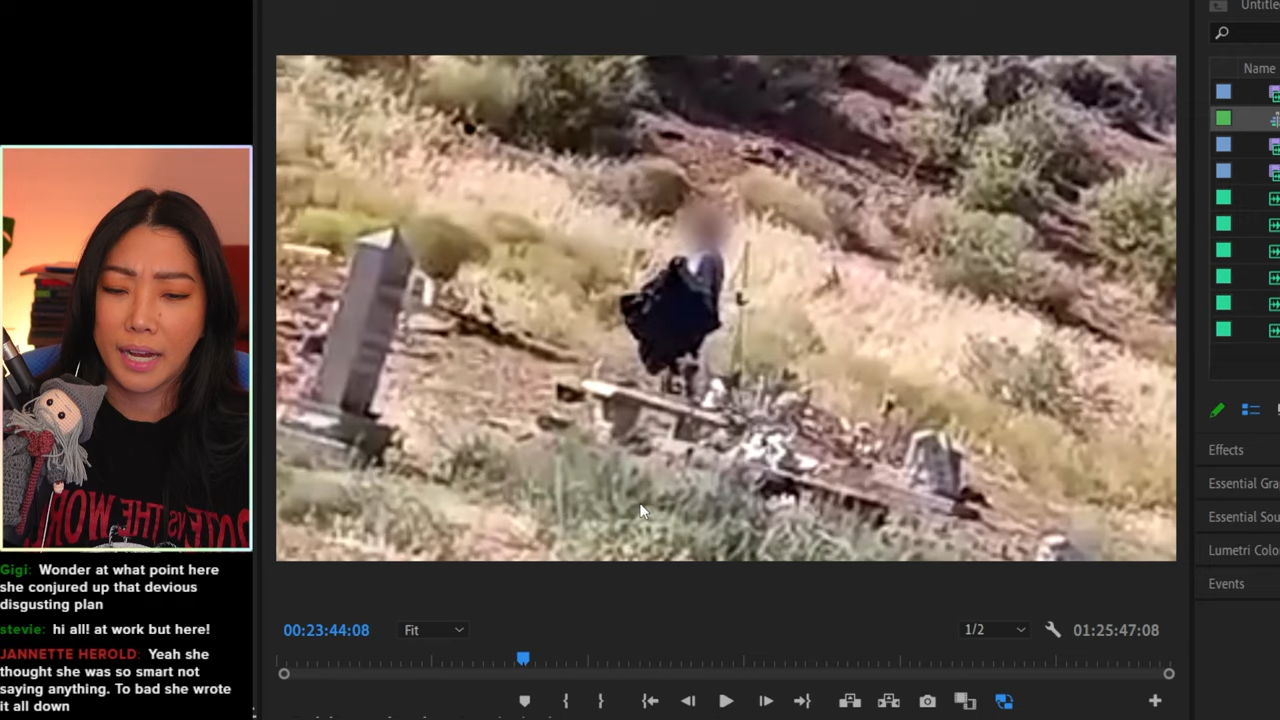 Untitle
Name
Gigi: Wonder at what point here
she conjured up that devious
disgusting plan
stevie: hi all! at work but here!
JANNETTE HEROLD: Yeah she
thought she was so smart not
saying anything. To bad she wrote
it all down
00:23:44:08
Fit
1/2
01:25:47:08
Effects
Essential Gra
Essential Sou
Lumetri Colo
Events